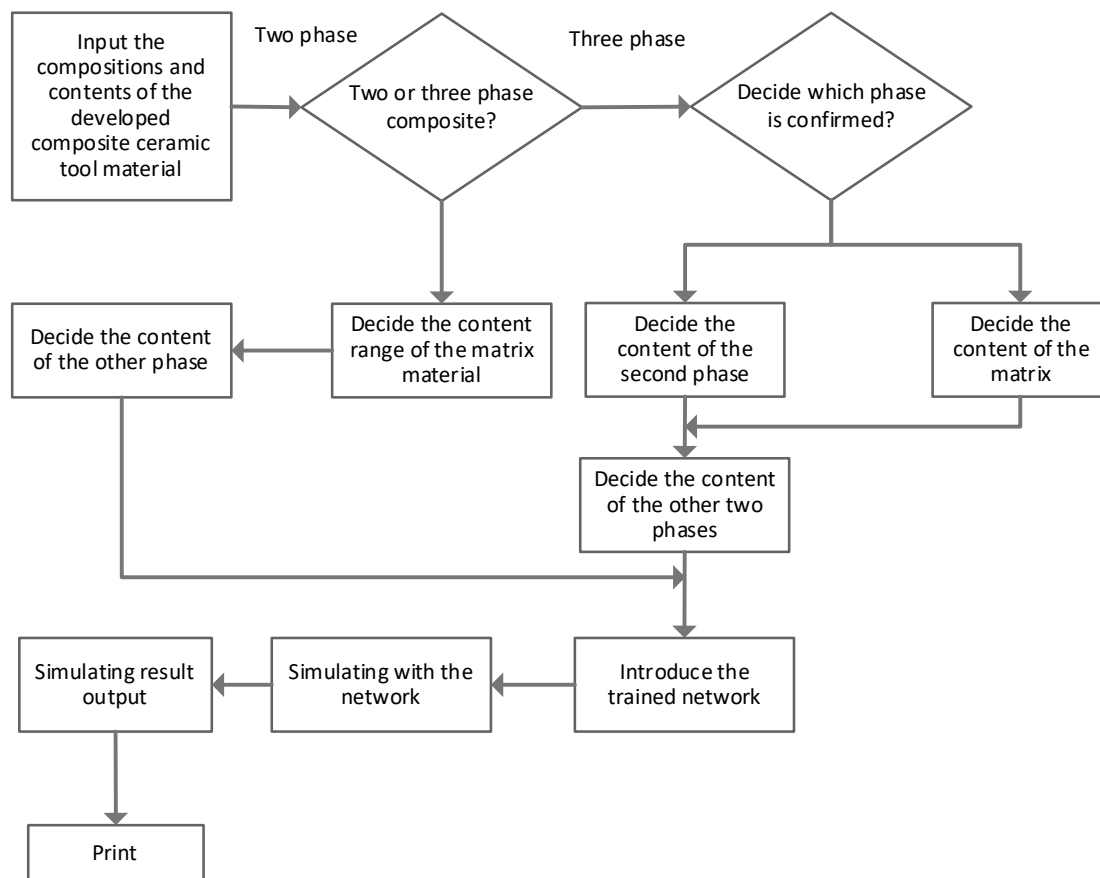 Input the
compositions and
contents of the
developed
composite ceramic
tool material
Two phase
Two or three phase
composite?
Three phase
Decide which phase
is confirmed?
Decide the content
of the other phase
Decide the content
range of the matrix
material
Decide the
content of the
second phase
Decide the
content of the
matrix
Decide the content
of the other two
phases
Simulating result
output
Simulating with the
network
Introduce the
trained network
Print